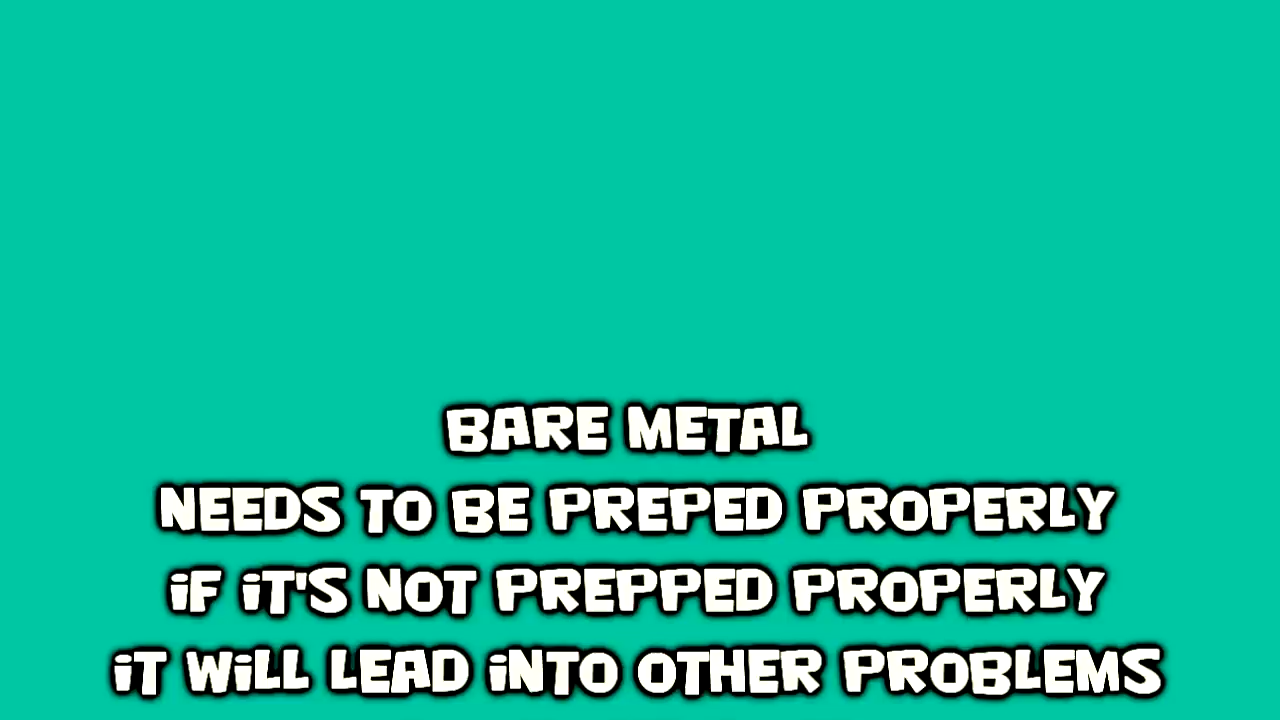 BARE METAL
NEEDS TO BE PREPED PROPERLY
iF iT'S NOT PREPPED PROPERLY
iT WiLL LEAD iNTO OTHER PROBLEMS